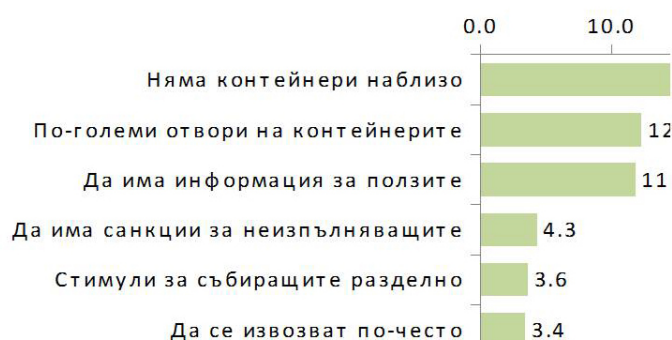 0.0 10.0
Няма контейнери наблизо
По-големи отвори на контейнерите 12
Да има информация за ползите 11
Да има санкции за неизпълняващите 4.3
Стимули за събиращите разделно 3.6
Да се извозват по-често 3.4